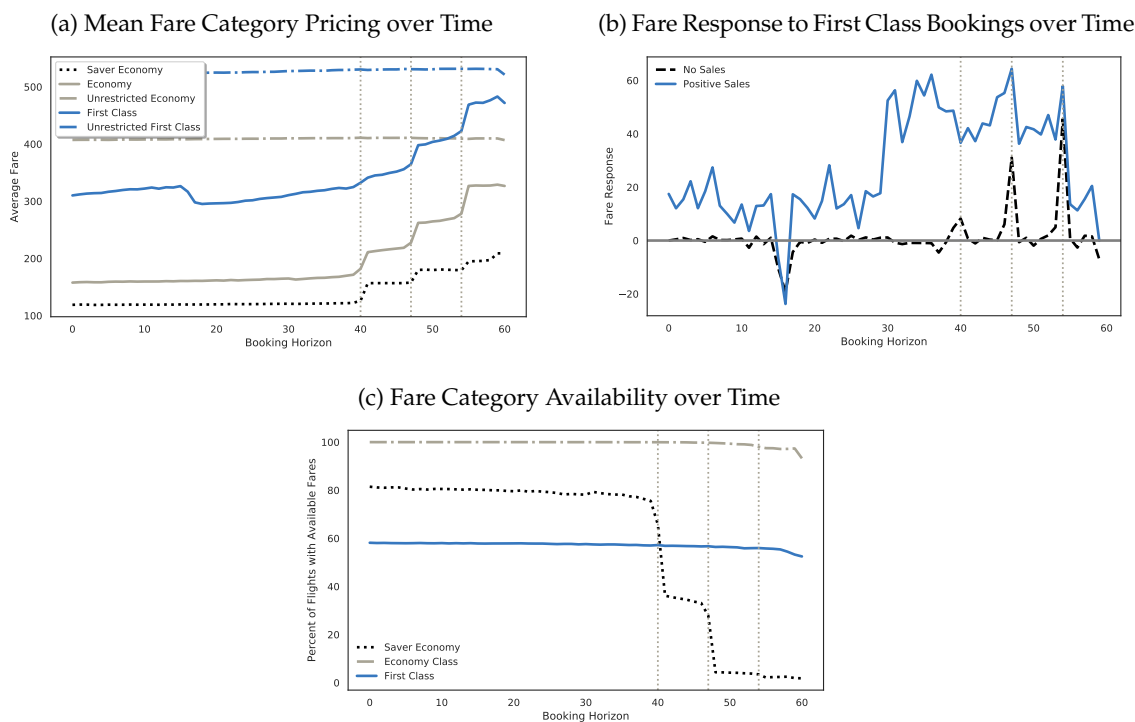 (a) Mean Fare Category Pricing over Time
Saver Economy
Economy
Unrestricted Economy
First Class
Unrestricted First Class
Average Fare
500
400
300
200
100
0 10 20 30 40 50 60
Booking Horizon
(b) Fare Response to First Class Bookings over Time
No Sales
Positive Sales
Fare Response
60
40
20
0
−20
0 10 20 30 40 50 60
Booking Horizon
(c) Fare Category Availability over Time
Percent of Flights with Available Fares
100
80
60
40
20
0
Saver Economy
Economy Class
First Class
0 10 20 30 40 50 60
Booking Horizon